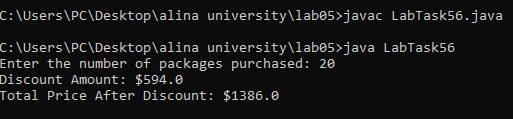 C:\Users\PC\Desktop\alina university\lab05>javac LabTask56.java
C:\Users\PC\Desktop\alina university\lab05>java LabTask56
Enter the number of packages purchased: 20
Discount Amount: $594.0
Total Price After Discount: $1386.0